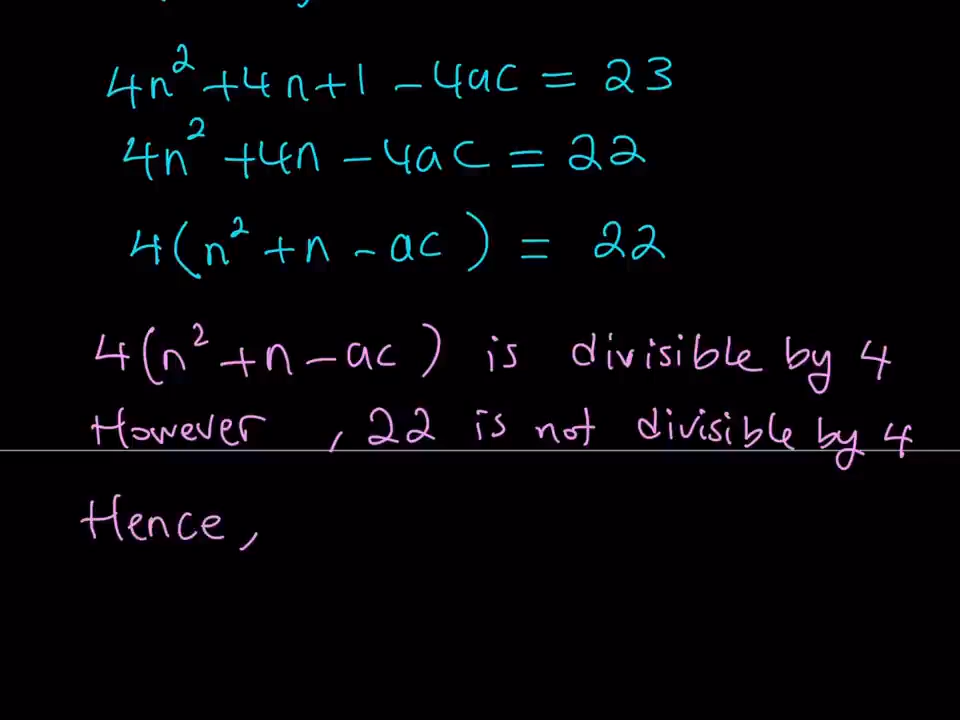 4n² + 4n + 1 - 4ac = 23
4n² + 4n - 4ac = 22
4(n² + n - ac) = 22
4(n² + n - ac) is divisible by 4
However, 22 is not divisible by 4
Hence,